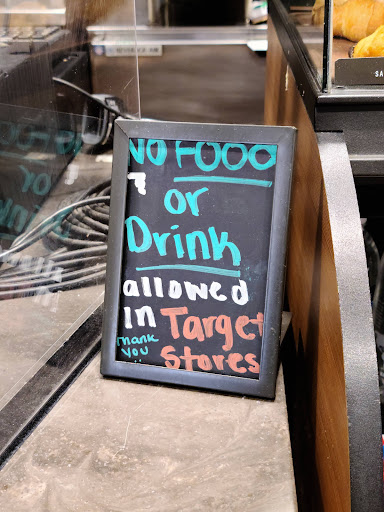 NO FOOD
or
Drink
allowed
in Target
Thank
you
Stores